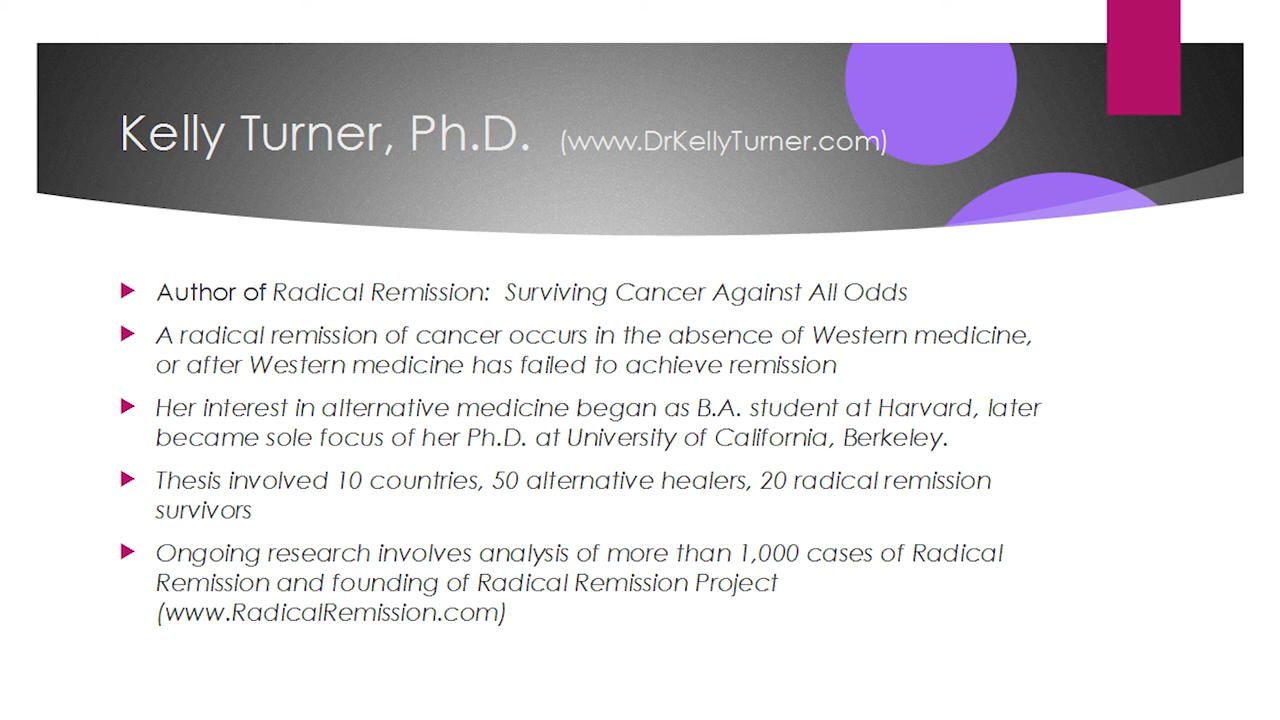 Kelly Turner, Ph.D. (www.DrKellyTurner.com)
Author of Radical Remission: Surviving Cancer Against All Odds
A radical remission of cancer occurs in the absence of Western medicine,
or after Western medicine has failed to achieve remission
Her interest in alternative medicine began as B.A. student at Harvard, later
became sole focus of her Ph.D. at University of California, Berkeley.
Thesis involved 10 countries, 50 alternative healers, 20 radical remission
survivors
Ongoing research involves analysis of more than 1,000 cases of Radical
Remission and founding of Radical Remission Project
(www.RadicalRemission.com)